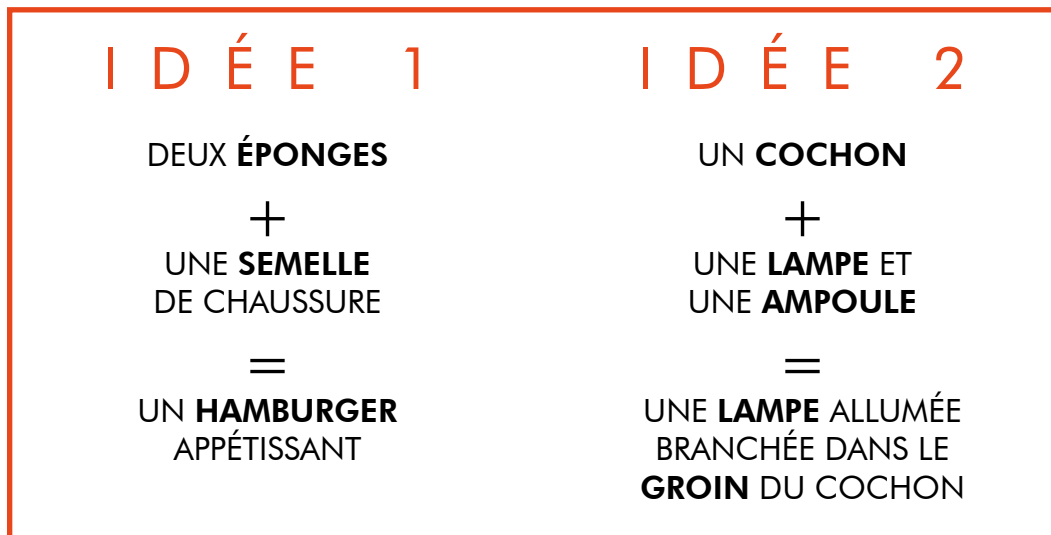 IDÉE 1
DEUX ÉPONGES
+
UNE SEMELLE
DE CHAUSSURE
=
UN HAMBURGER
APPÉTISSANT
IDÉE 2
UN COCHON
+
UNE LAMPE ET
UNE AMPOULE
=
UNE LAMPE ALLUMÉE
BRANCHÉE DANS LE
GROIN DU COCHON